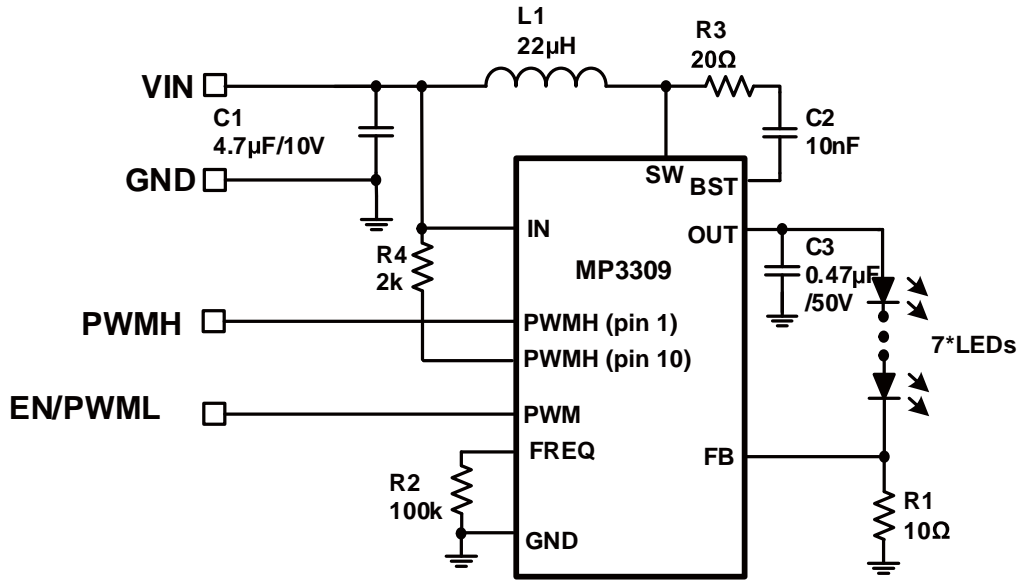 L1
22µH
R3
20Ω
VIN
C1
4.7µF/10V
C2
10nF
GND
SW
BST
IN
OUT
R4
2k
MP3309
C3
0.47µF
/50V
PWMH
PWMH (pin 1)
7*LEDs
PWMH (pin 10)
EN/PWML
PWM
FREQ
FB
R2
100k
R1
10Ω
GND